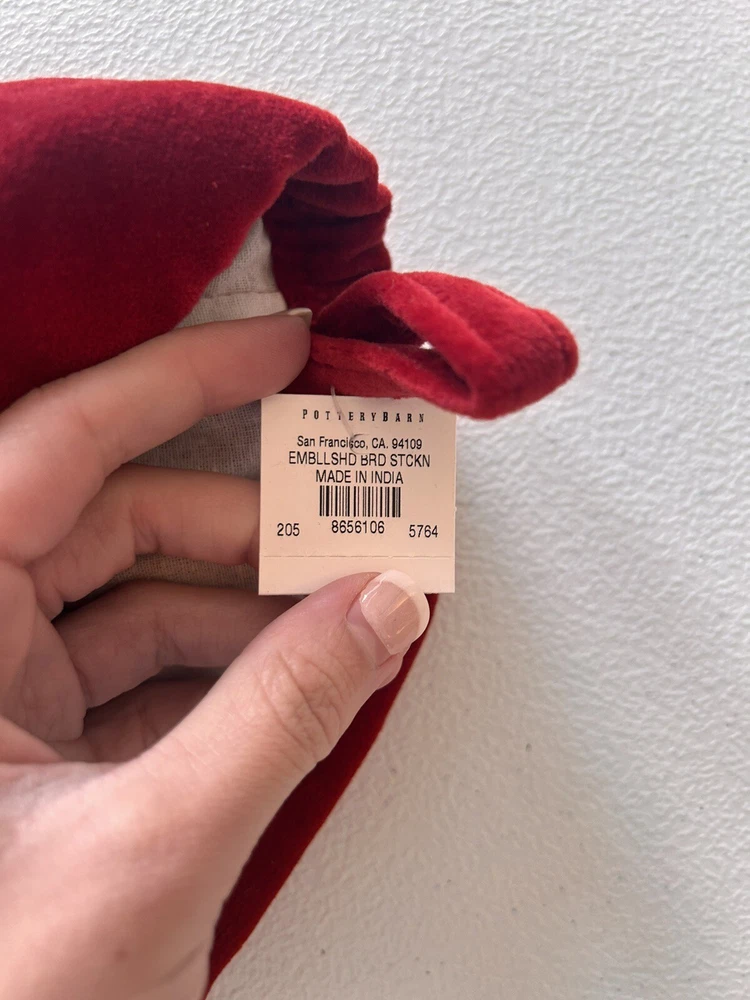 POTTERYBARN
San Francisco, CA. 94109
EMBLLSHD BRD STCKN
MADE IN INDIA
205 8656106 5764